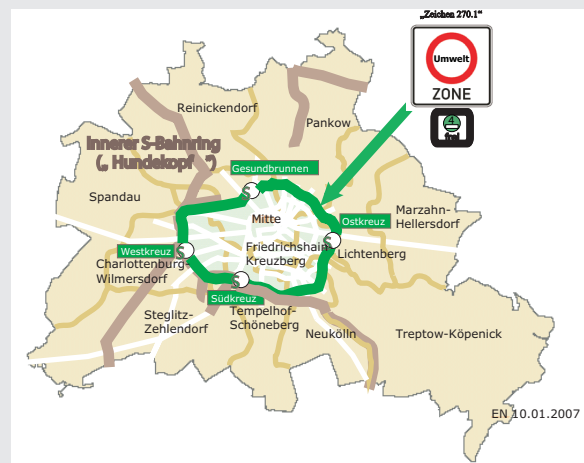 „Zeichen 270.1“
Umwelt
ZONE
4
frei
Reinickendorf
Pankow
Innerer S-Bahnring
(„ Hundekopf “)
Gesundbrunnen
Spandau
Mitte
Ostkreuz
Marzahn-
Hellersdorf
Westkreuz
Friedrichshain
Kreuzberg
Lichtenberg
Charlottenburg-
Wilmersdorf
Südkreuz
Steglitz-
Zehlendorf
Tempelhof-
Schöneberg
Neukölln
Treptow-Köpenick
EN 10.01.2007
S
S
S
S